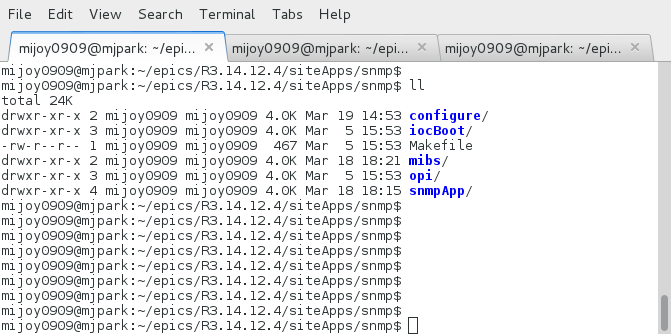 File Edit View Search Terminal Tabs Help
mijoy0909@mjpark: ~/epi... × mijoy0909@mjpark: ~/epi... × mijoy0909@mjpark: ~/epi... ×
mijoy0909@mjpark:~/epics/R3.14.12.4/siteApps/snmp$
mijoy0909@mjpark:~/epics/R3.14.12.4/siteApps/snmp$ ll
total 24K
drwxr-xr-x 2 mijoy0909 mijoy0909 4.0K Mar 19 14:53 configure/
drwxr-xr-x 3 mijoy0909 mijoy0909 4.0K Mar  5 15:53 iocBoot/
-rw-r--r-- 1 mijoy0909 mijoy0909  467 Mar  5 15:53 Makefile
drwxr-xr-x 2 mijoy0909 mijoy0909 4.0K Mar 18 18:21 mibs/
drwxr-xr-x 3 mijoy0909 mijoy0909 4.0K Mar  5 15:53 opi/
drwxr-xr-x 4 mijoy0909 mijoy0909 4.0K Mar 18 18:15 snmpApp/
mijoy0909@mjpark:~/epics/R3.14.12.4/siteApps/snmp$
mijoy0909@mjpark:~/epics/R3.14.12.4/siteApps/snmp$
mijoy0909@mjpark:~/epics/R3.14.12.4/siteApps/snmp$
mijoy0909@mjpark:~/epics/R3.14.12.4/siteApps/snmp$
mijoy0909@mjpark:~/epics/R3.14.12.4/siteApps/snmp$
mijoy0909@mjpark:~/epics/R3.14.12.4/siteApps/snmp$
mijoy0909@mjpark:~/epics/R3.14.12.4/siteApps/snmp$
mijoy0909@mjpark:~/epics/R3.14.12.4/siteApps/snmp$
mijoy0909@mjpark:~/epics/R3.14.12.4/siteApps/snmp$